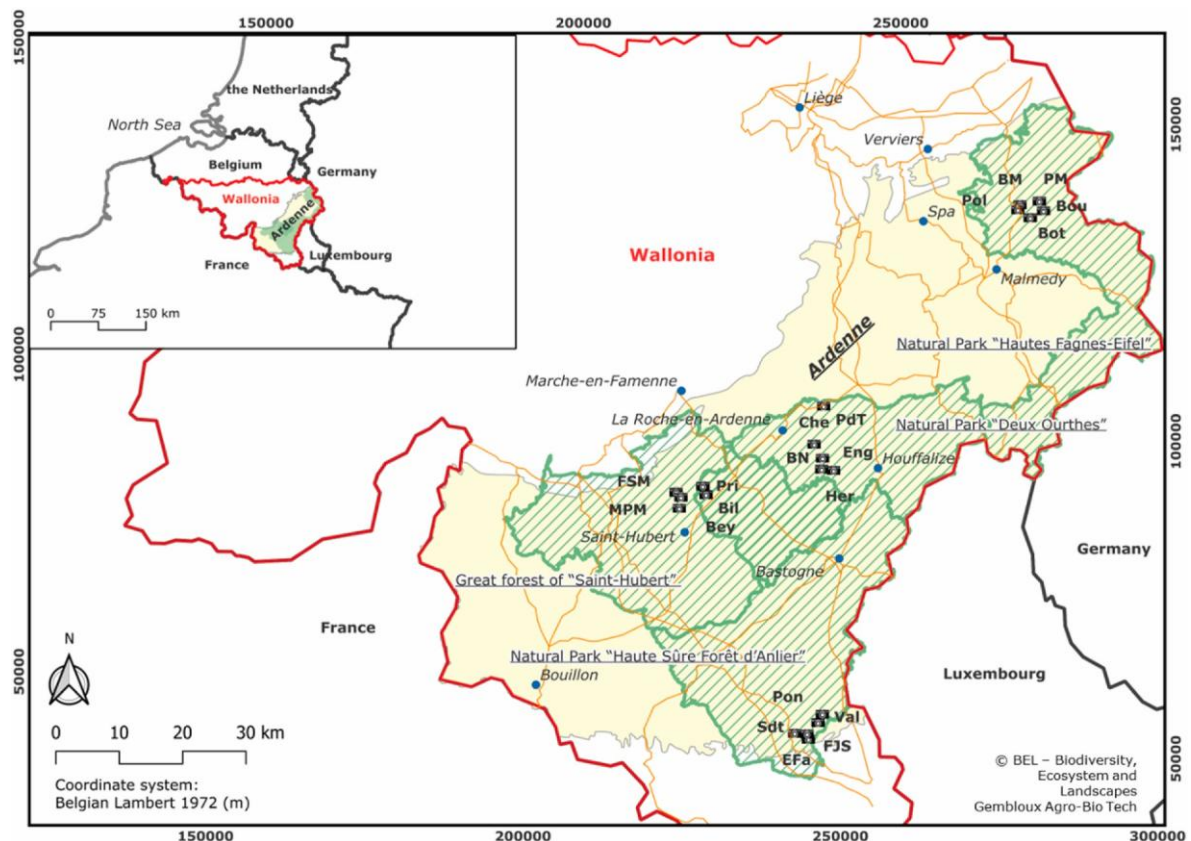 150000
200000
250000
150000
the Netherlands
North Sea
Belgium
Germany
Wallonia
Ardenne
France
Luxembourg
0 75 150 km
Liège
Verviers
150000
BM
PM
Pol
Bou
Spa
Bot
Wallonia
Malmedy
Ardenne
Natural Park "Hautes Fagnes-Eifel"
100000
Marche-en-Famenne
La Roche-en-Ardenne
Che
PdT
Natural Park "Deux Ourthes"
100000
BN
Eng
Houffalize
FSM
Pri
Her
MPM
Bil
Bey
Saint-Hubert
Germany
Bastogne
Great forest of "Saint-Hubert"
France
N
Natural Park "Haute Sûre Forêt d'Anlier"
Bouillon
Luxembourg
50000
Pon
Val
Sdt
FJS
EFa
50000
0 10 20 30 km
Coordinate system:
Belgian Lambert 1972 (m)
© BEL – Biodiversity,
Ecosystem and
Landscapes
Gembloux Agro-Bio Tech
150000
200000
250000
300000